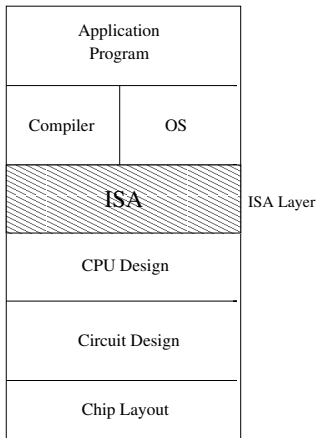 Application
Program
Compiler
OS
ISA
ISA Layer
CPU Design
Circuit Design
Chip Layout